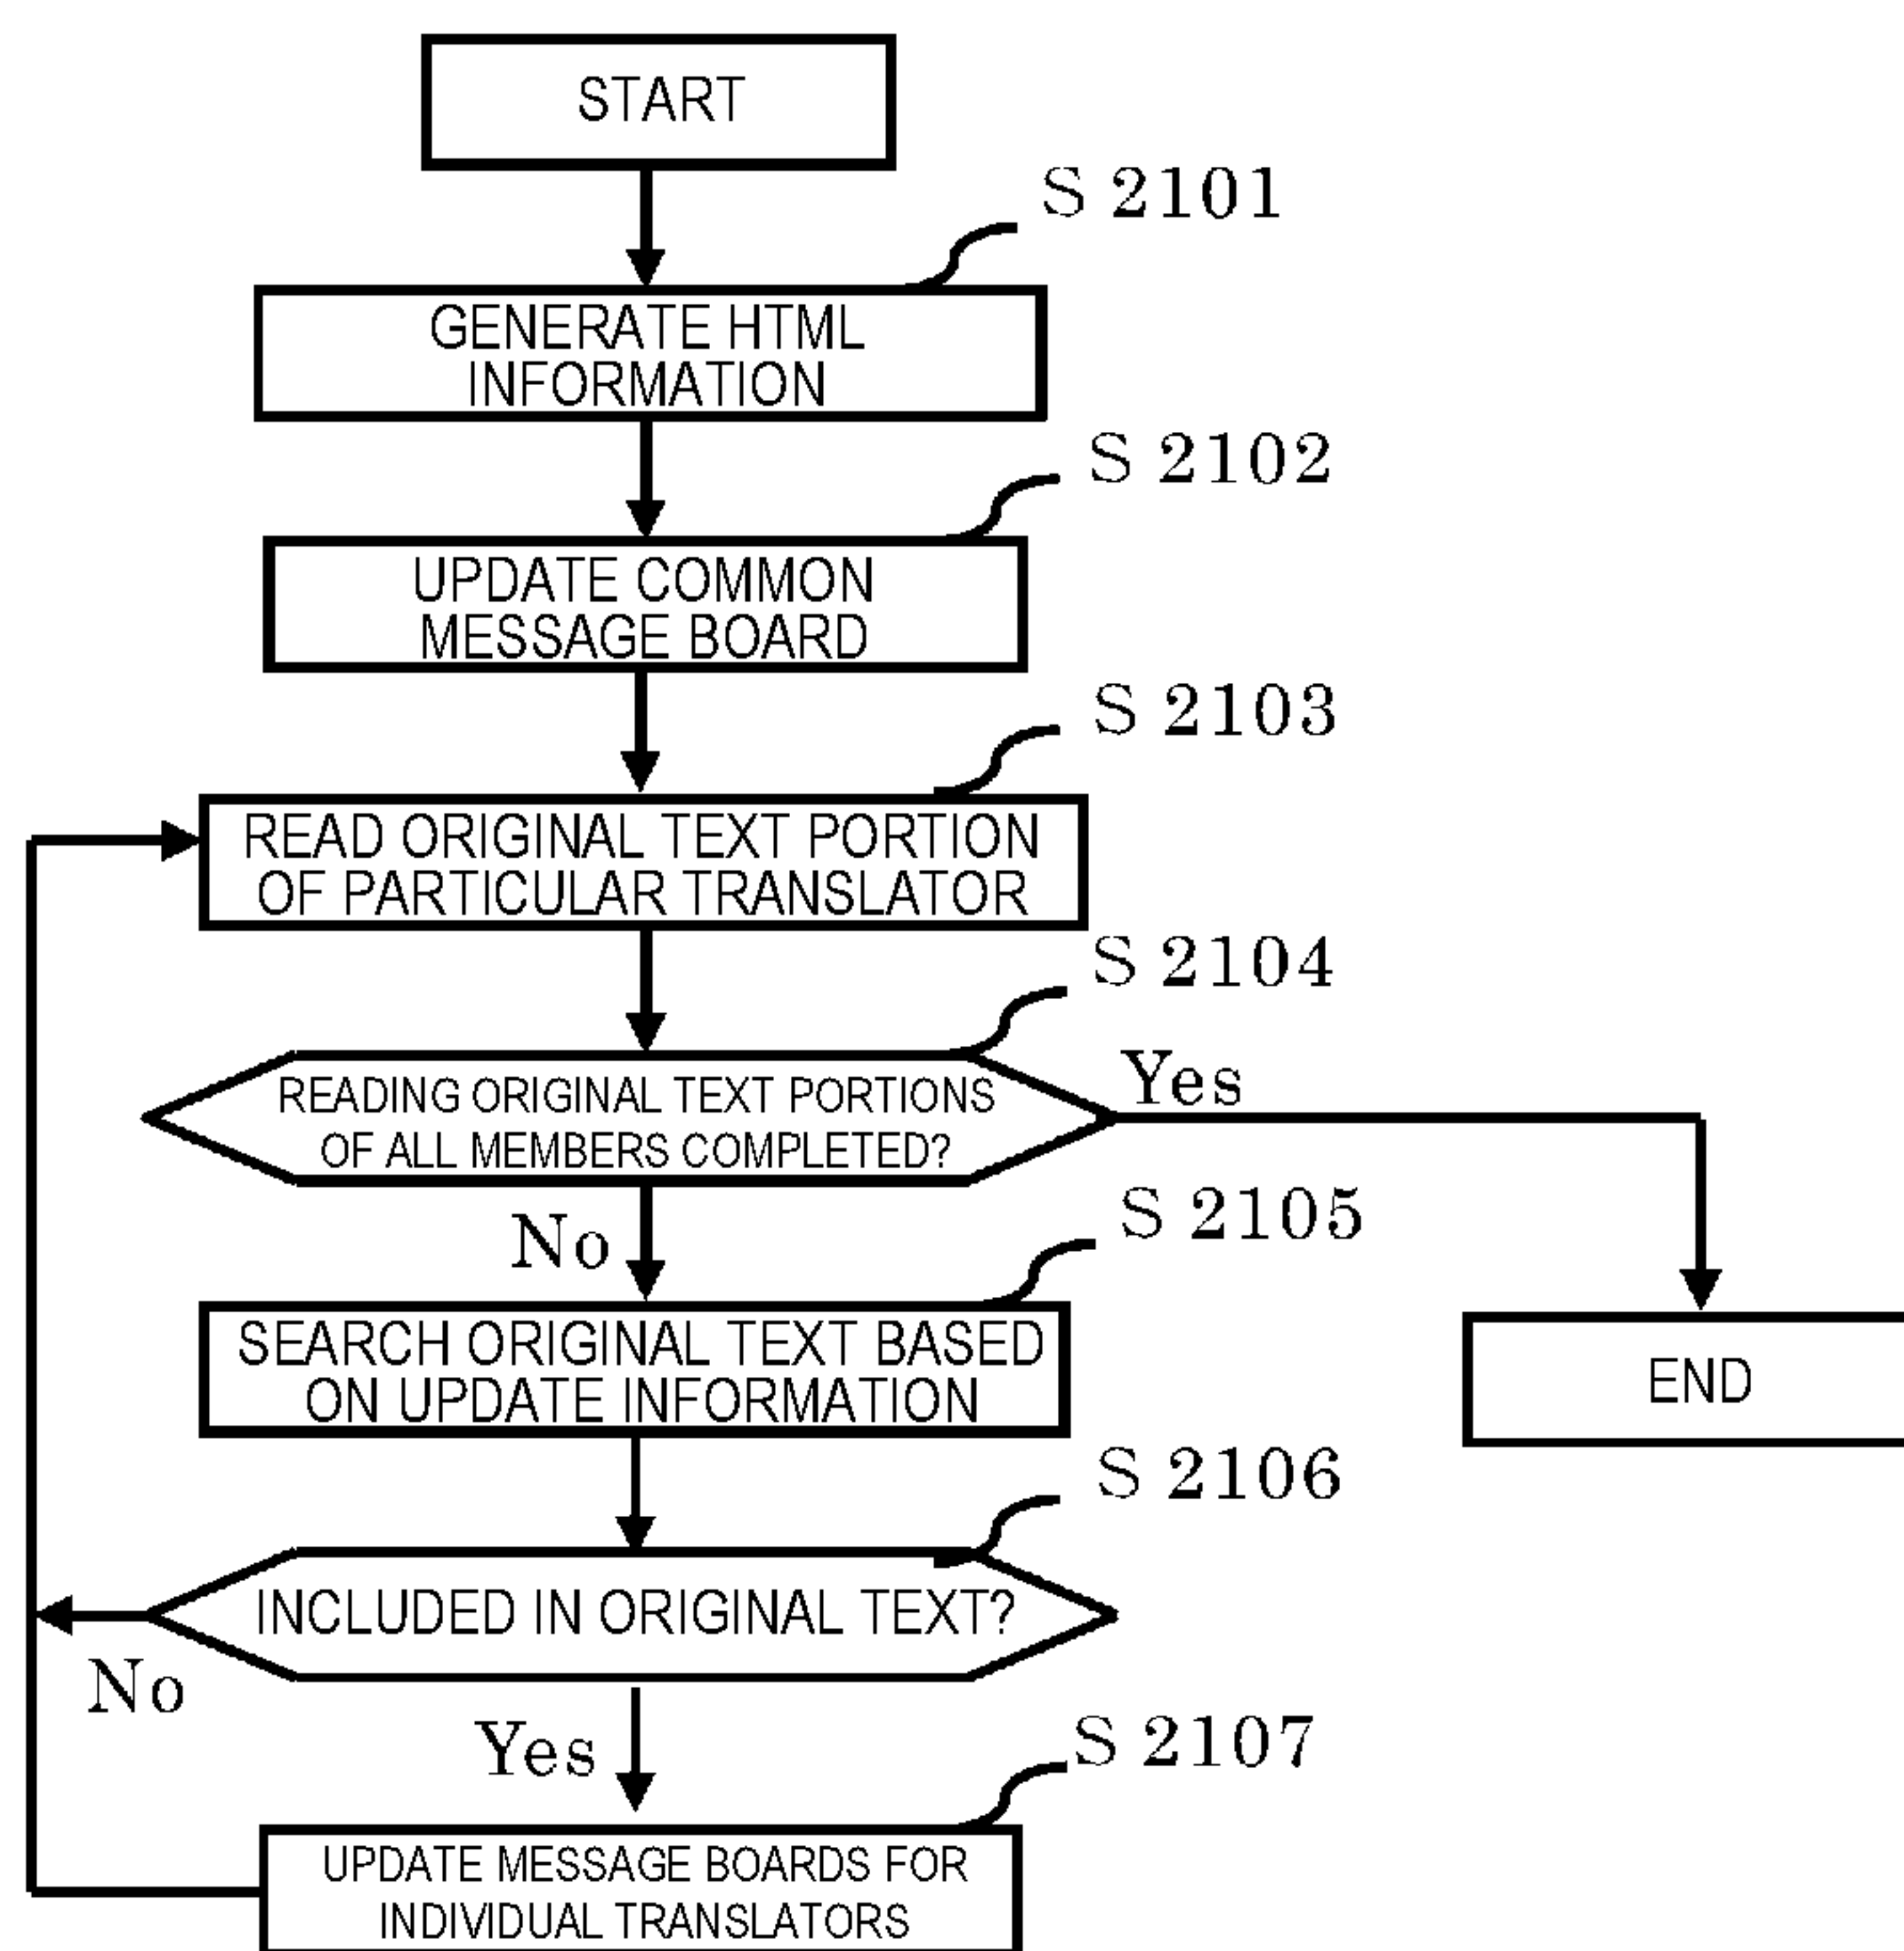 START
S 2101
GENERATE HTML
INFORMATION
S 2102
UPDATE COMMON
MESSAGE BOARD
S 2103
READ ORIGINAL TEXT PORTION
OF PARTICULAR TRANSLATOR
S 2104
READING ORIGINAL TEXT PORTIONS
OF ALL MEMBERS COMPLETED?
Yes
No
S 2105
SEARCH ORIGINAL TEXT BASED
ON UPDATE INFORMATION
END
S 2106
INCLUDED IN ORIGINAL TEXT?
No
Yes
S 2107
UPDATE MESSAGE BOARDS FOR
INDIVIDUAL TRANSLATORS